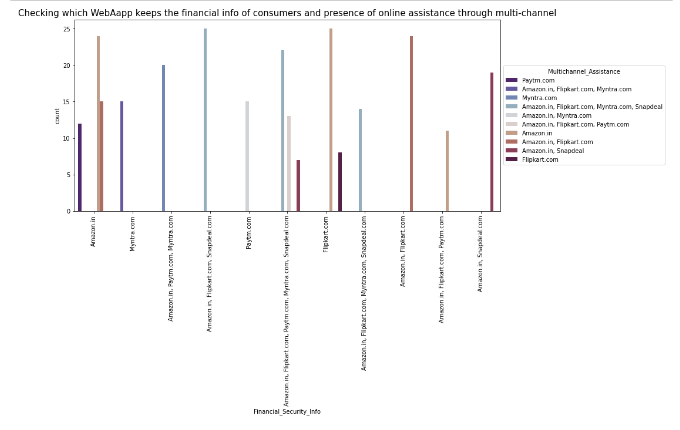 Checking which WebAapp keeps the financial info of consumers and presence of online assistance through multi-channel
25
20
15
10
5
0
count
Multichannel_Assistance
Paytm.com
Amazon.in, Flipkart.com, Myntra.com
Myntra.com
Amazon.in, Flipkart.com, Myntra.com, Snapdeal
Amazon.in, Myntra.com
Amazon.in, Flipkart.com, Paytm.com
Amazon.in
Amazon.in, Flipkart.com
Amazon.in, Snapdeal
Flipkart.com
Amazon.in
Myntra.com
Amazon.in, Paytm.com, Myntra.com
Amazon.in, Flipkart.com, Snapdeal.com
Paytm.com
Amazon.in, Flipkart.com, Paytm.com, Myntra.com, Snapdeal.com
Flipkart.com
Amazon.in, Flipkart.com, Myntra.com, Snapdeal.com
Amazon.in, Flipkart.com
Amazon.in, Flipkart.com, Paytm.com
Amazon.in, Snapdeal.com
Financial_Security_Info